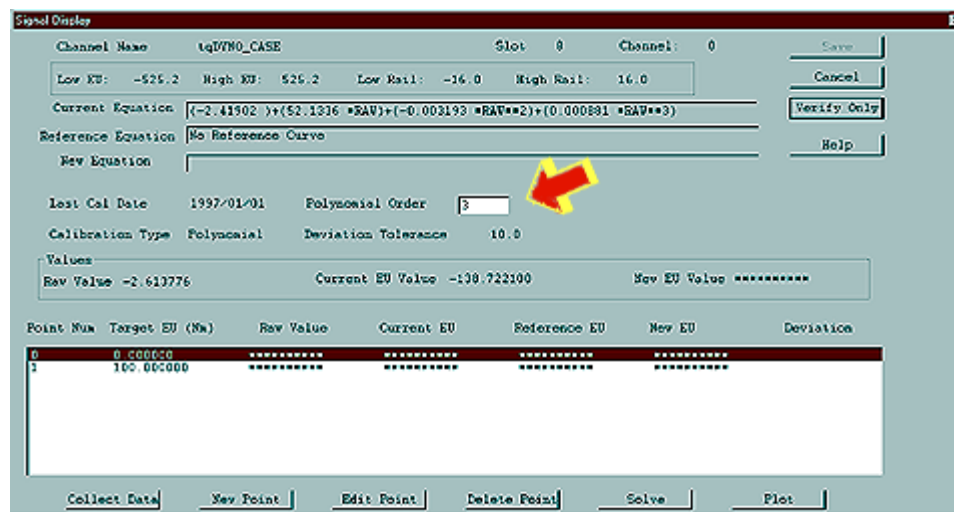 Signal Display
Channel Name tqDYNO_CASE Slot 0 Channel: 0 Save
Low EU: -525.2 High EU: 525.2 Low Rail: -16.0 High Rail: 16.0 Cancel
Current Equation (-2.41902 )+(52.1336 *RAW)+(-0.003193 *RAW**2)+(0.000881 *RAW**3) Verify Only
Reference Equation No Reference Curve
New Equation Help
Last Cal Date 1997/01/01 Polynomial Order 3
Calibration Type Polynomial Deviation Tolerance 10.0
Values
Raw Value -2.613776 Current EU Value -138.722100 New EU Value **********
Point Num Target EU (Nm) Raw Value Current EU Reference EU New EU Deviation
0 0.000000 ********** ********** ********** **********
1 100.000000 ********** ********** ********** **********
Collect Data New Point Edit Point Delete Point Solve Plot